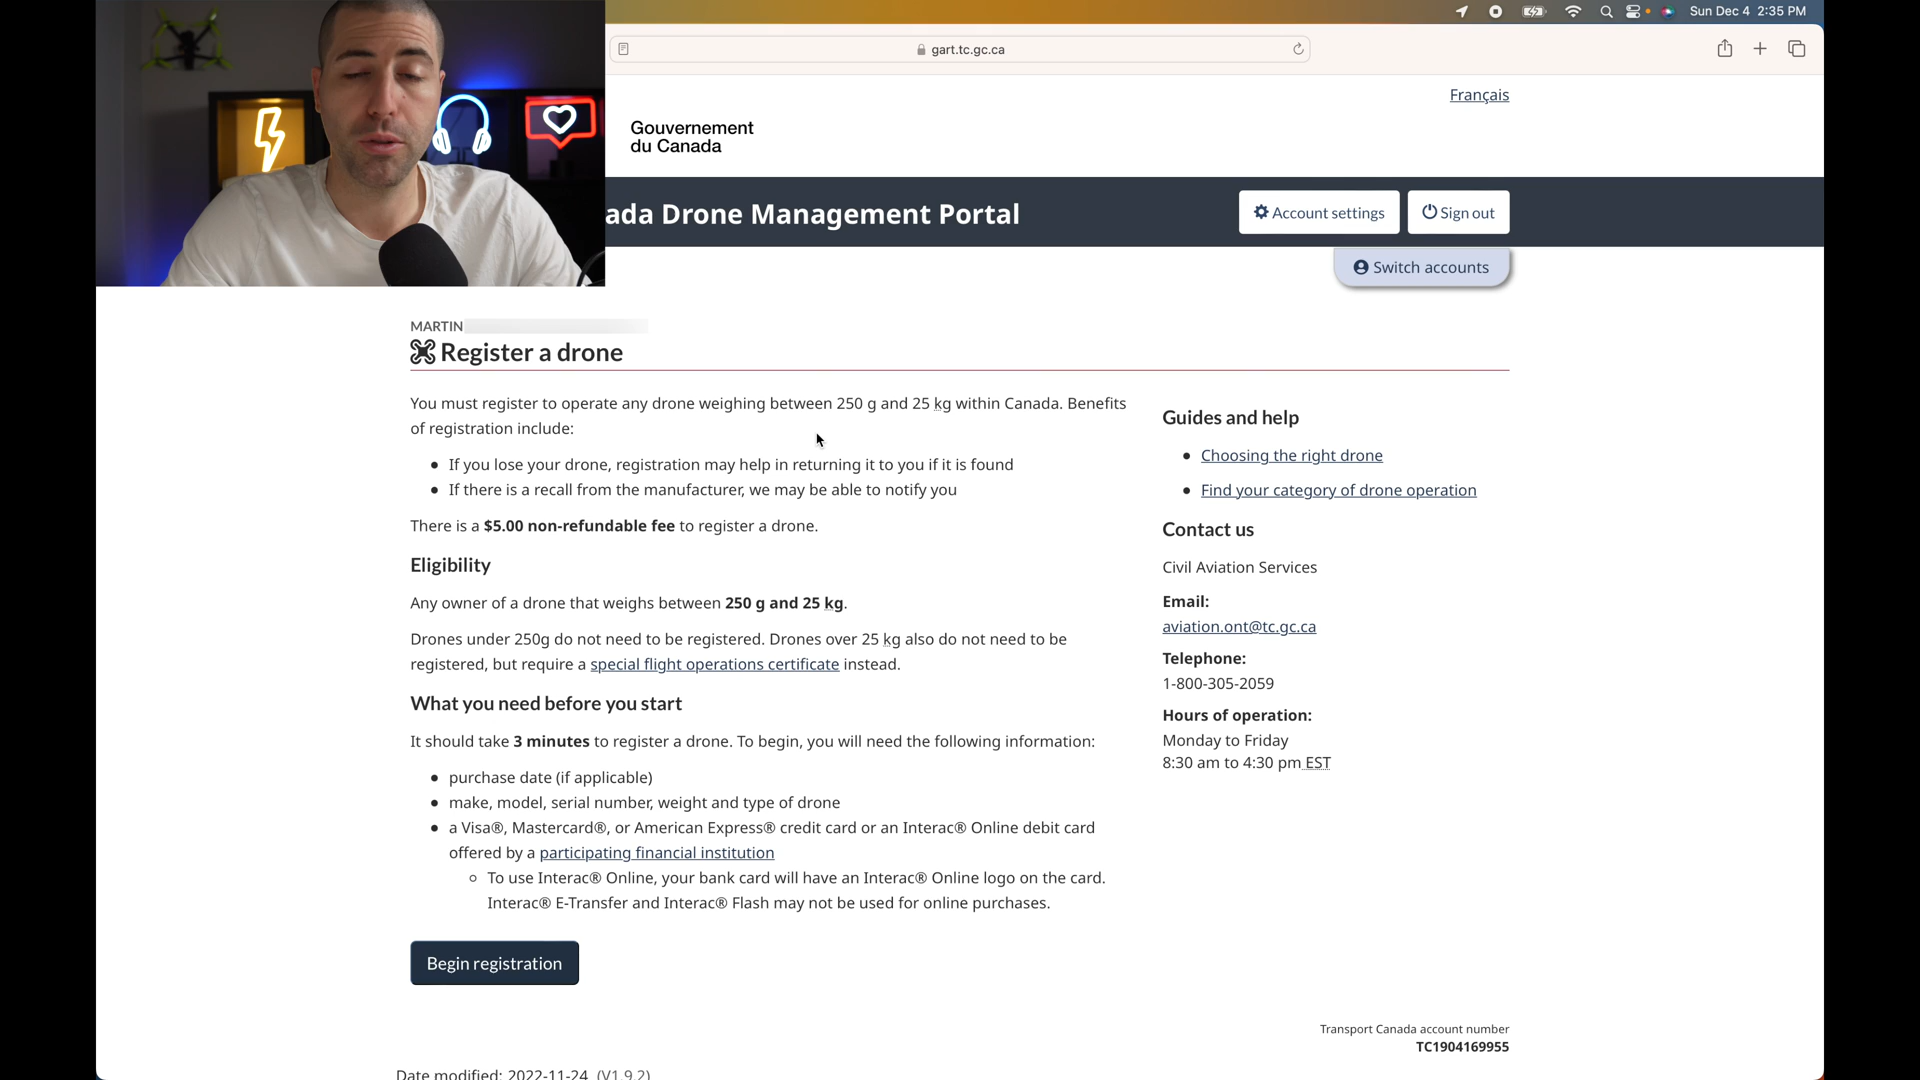 Sun Dec 4 2:35 PM
gart.tc.gc.ca
Français
Gouvernement
du Canada
ada Drone Management Portal
Account settings
Sign out
Switch accounts
MARTIN
Register a drone
You must register to operate any drone weighing between 250 g and 25 kg within Canada. Benefits
of registration include:
• If you lose your drone, registration may help in returning it to you if it is found
• If there is a recall from the manufacturer, we may be able to notify you
There is a $5.00 non-refundable fee to register a drone.
Eligibility
Any owner of a drone that weighs between 250 g and 25 kg.
Drones under 250g do not need to be registered. Drones over 25 kg also do not need to be
registered, but require a special flight operations certificate instead.
What you need before you start
It should take 3 minutes to register a drone. To begin, you will need the following information:
• purchase date (if applicable)
• make, model, serial number, weight and type of drone
• a Visa®, Mastercard®, or American Express® credit card or an Interac® Online debit card
offered by a participating financial institution
○ To use Interac® Online, your bank card will have an Interac® Online logo on the card.
Interac® E-Transfer and Interac® Flash may not be used for online purchases.
Begin registration
Guides and help
• Choosing the right drone
• Find your category of drone operation
Contact us
Civil Aviation Services
Email:
aviation.ont@tc.gc.ca
Telephone:
1-800-305-2059
Hours of operation:
Monday to Friday
8:30 am to 4:30 pm EST
Transport Canada account number
TC1904169955
Date modified: 2022-11-24 (V1.9.2)